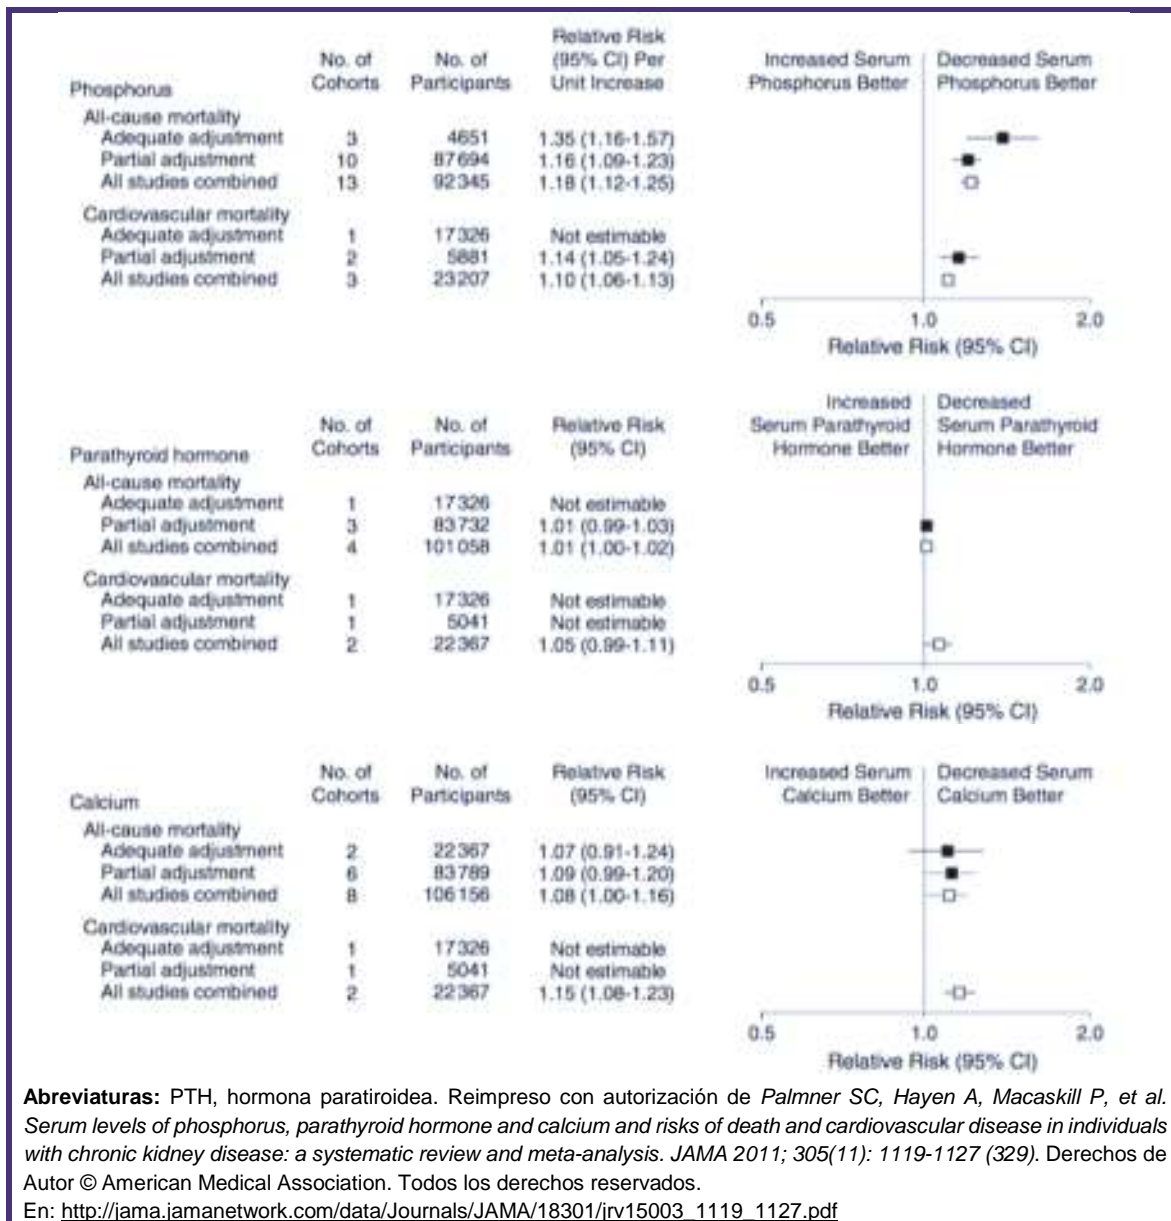 Phosphorus No. of Cohorts No. of Participants Relative Risk (95% CI) Per Unit Increase Increased Serum Phosphorus Better Decreased Serum Phosphorus Better
All-cause mortality
Adequate adjustment 3 4651 1.35 (1.16-1.57)
Partial adjustment 10 87694 1.16 (1.09-1.23)
All studies combined 13 92345 1.18 (1.12-1.25)
Cardiovascular mortality
Adequate adjustment 1 17326 Not estimable
Partial adjustment 2 5881 1.14 (1.05-1.24)
All studies combined 3 23207 1.10 (1.06-1.13)
0.5 1.0 2.0
Relative Risk (95% CI)
Parathyroid hormone No. of Cohorts No. of Participants Relative Risk (95% CI) Increased Serum Parathyroid Hormone Better Decreased Serum Parathyroid Hormone Better
All-cause mortality
Adequate adjustment 1 17326 Not estimable
Partial adjustment 3 83732 1.01 (0.99-1.03)
All studies combined 4 101058 1.01 (1.00-1.02)
Cardiovascular mortality
Adequate adjustment 1 17326 Not estimable
Partial adjustment 1 5041 Not estimable
All studies combined 2 22367 1.05 (0.99-1.11)
0.5 1.0 2.0
Relative Risk (95% CI)
Calcium No. of Cohorts No. of Participants Relative Risk (95% CI) Increased Serum Calcium Better Decreased Serum Calcium Better
All-cause mortality
Adequate adjustment 2 22367 1.07 (0.91-1.24)
Partial adjustment 6 83789 1.09 (0.99-1.20)
All studies combined 8 106156 1.08 (1.00-1.16)
Cardiovascular mortality
Adequate adjustment 1 17326 Not estimable
Partial adjustment 1 5041 Not estimable
All studies combined 2 22367 1.15 (1.08-1.23)
0.5 1.0 2.0
Relative Risk (95% CI)
Abreviaturas: PTH, hormona paratiroidea. Reimpreso con autorización de Palmner SC, Hayen A, Macaskill P, et al.
Serum levels of phosphorus, parathyroid hormone and calcium and risks of death and cardiovascular disease in individuals
with chronic kidney disease: a systematic review and meta-analysis. JAMA 2011; 305(11): 1119-1127 (329). Derechos de
Autor © American Medical Association. Todos los derechos reservados.
En: http://jama.jamanetwork.com/data/Journals/JAMA/18301/jrv15003_1119_1127.pdf